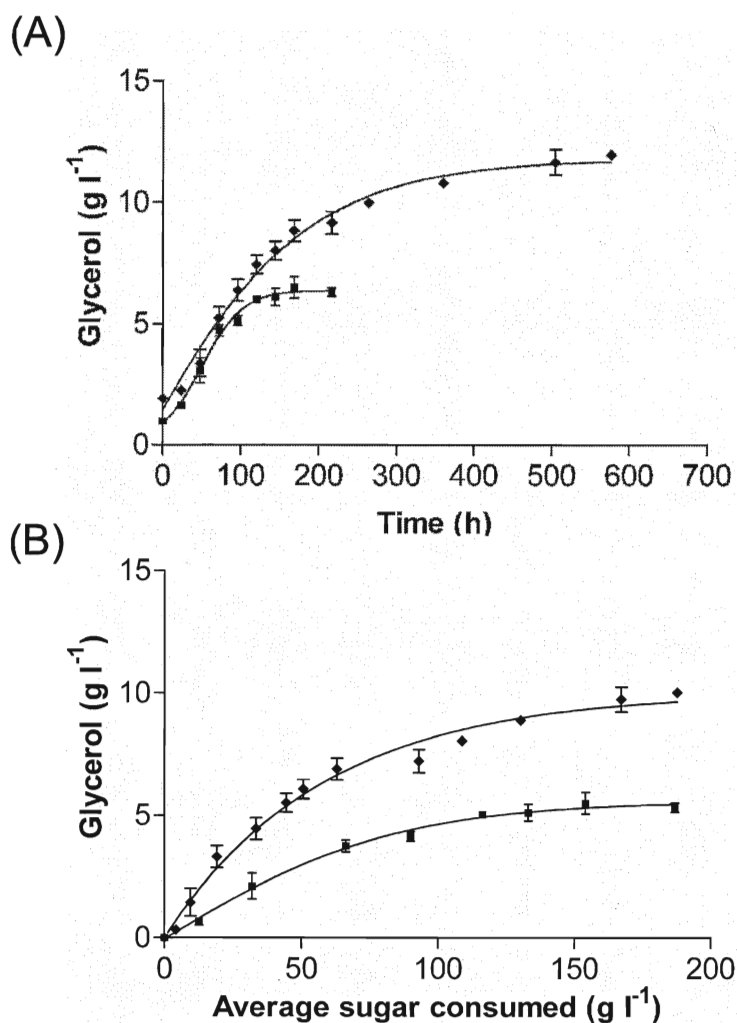 (A)
15
10
5
0
Glycerol (g l⁻¹)
0 100 200 300 400 500 600 700
Time (h)
(B)
15
10
5
0
Glycerol (g l⁻¹)
0 50 100 150 200
Average sugar consumed (g l⁻¹)